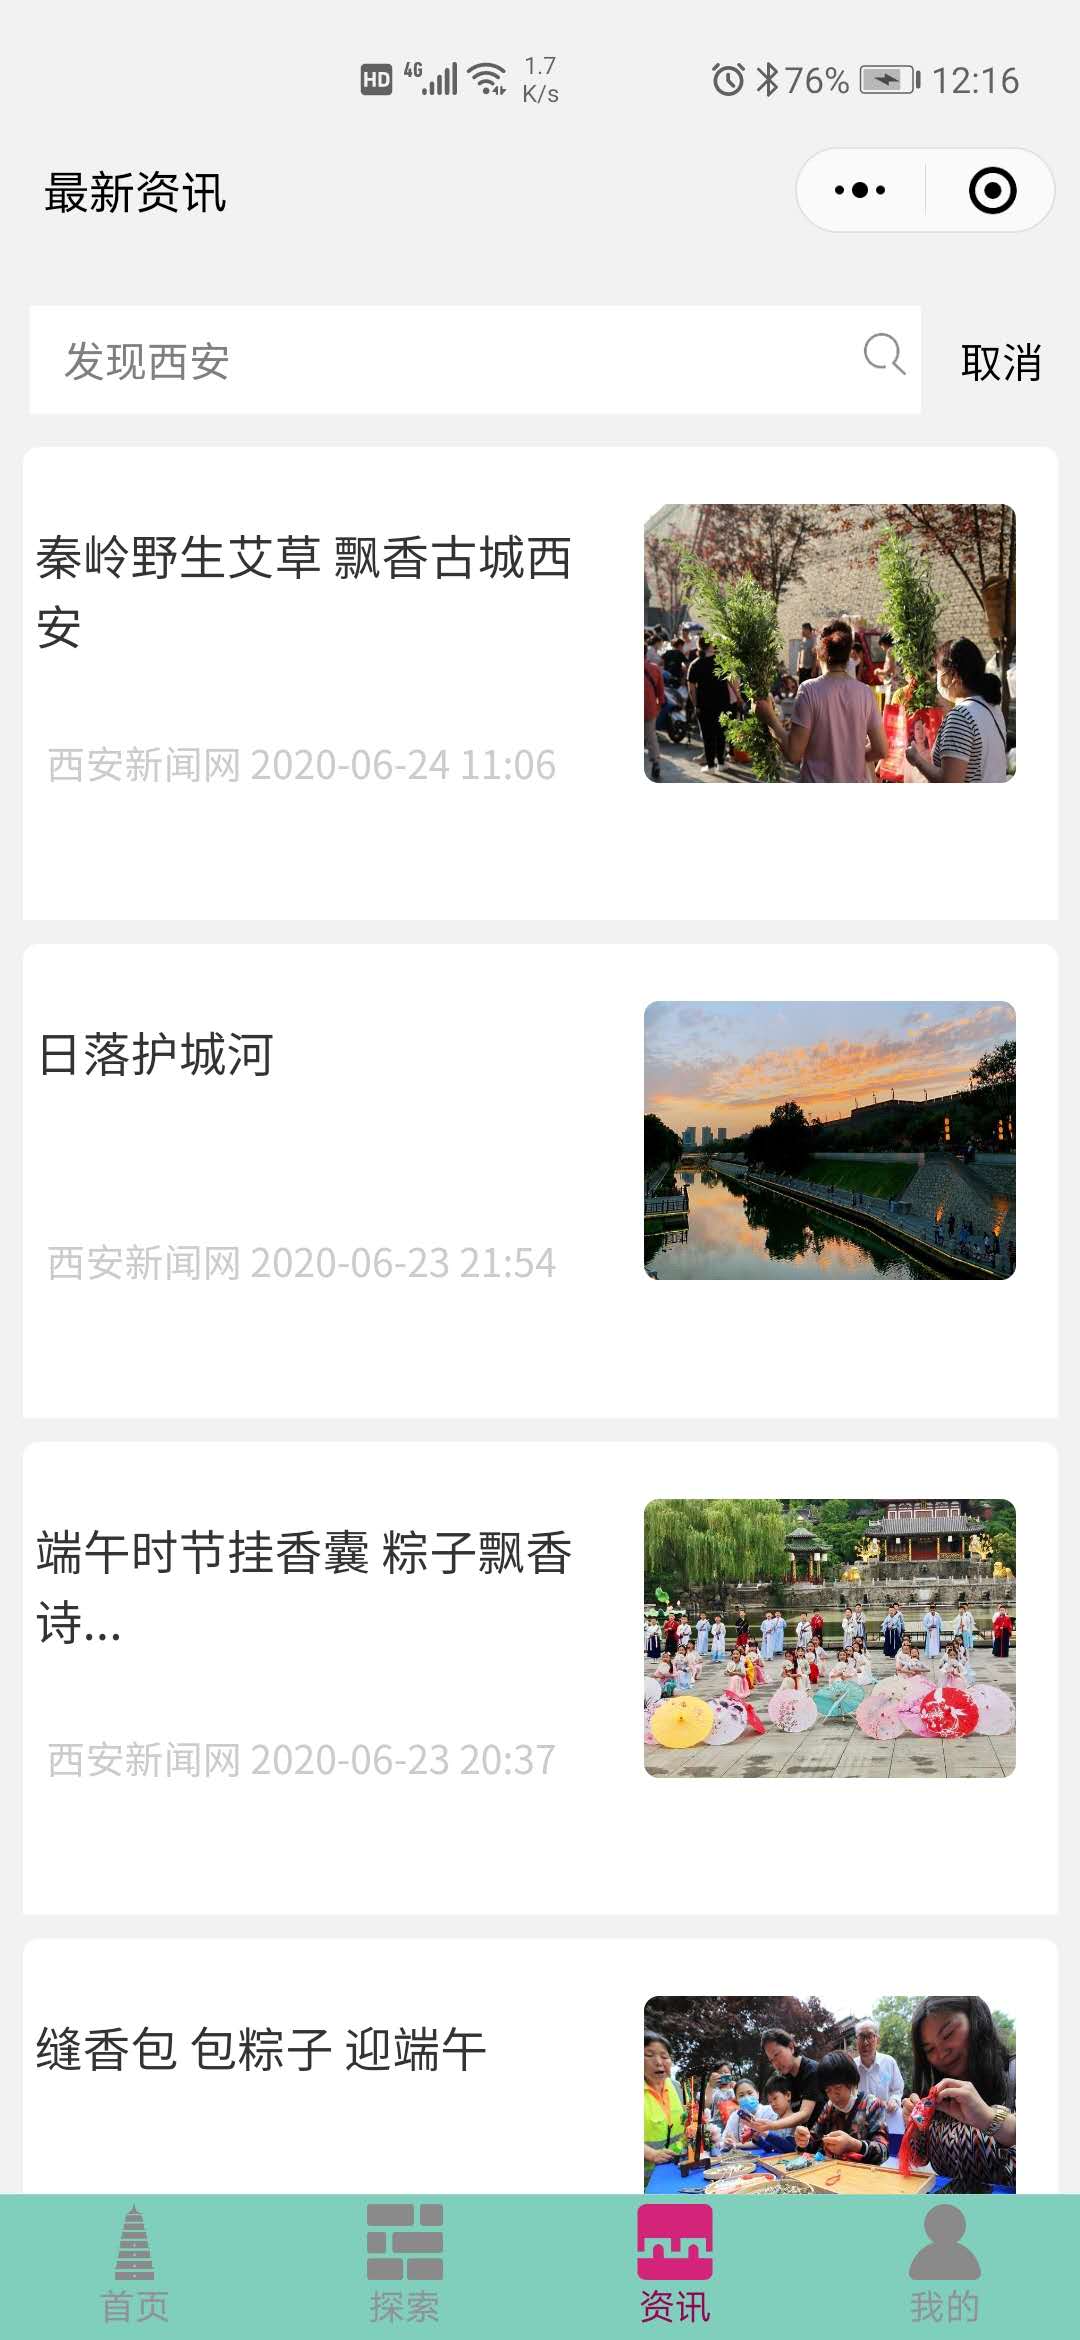 HD 4G 1.7 K/s 76% 12:16
最新资讯
发现西安 取消
秦岭野生艾草 飘香古城西
安
西安新闻网 2020-06-24 11:06
日落护城河
西安新闻网 2020-06-23 21:54
端午时节挂香囊 粽子飘香
诗...
西安新闻网 2020-06-23 20:37
缝香包 包粽子 迎端午
首页 探索 资讯 我的